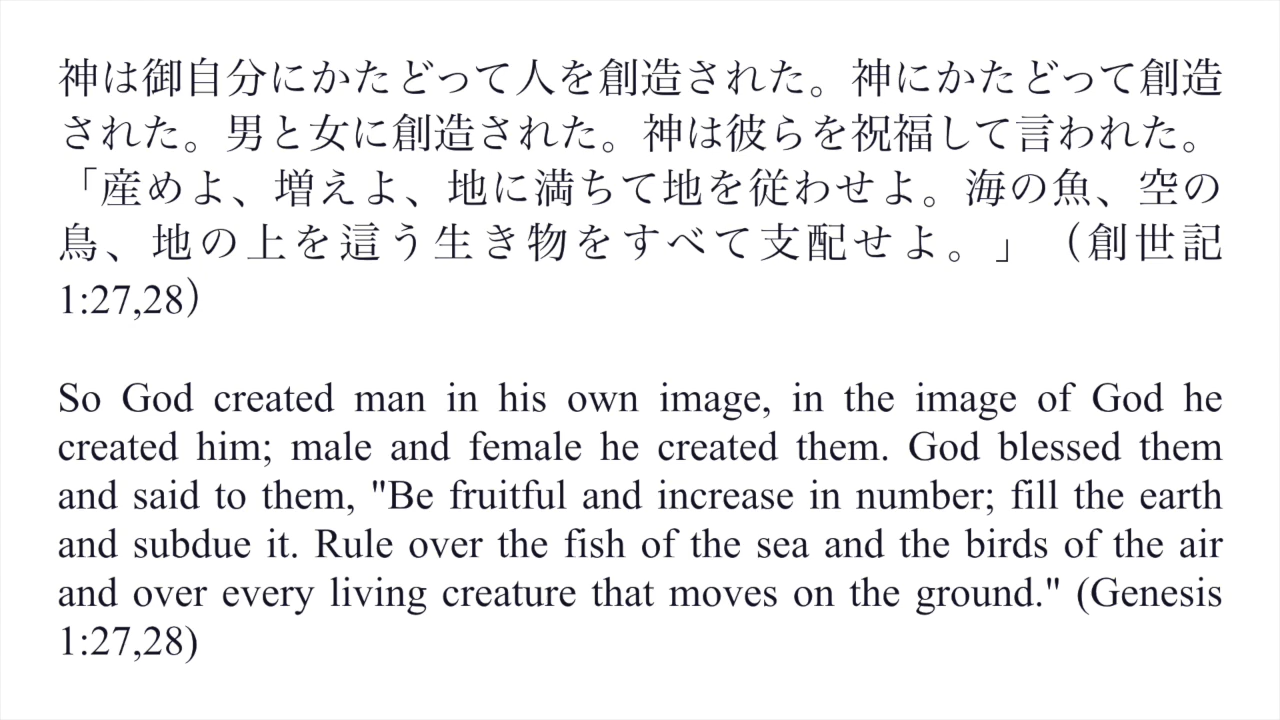 神は御自分にかたどって人を創造された。神にかたどって創造
された。男と女に創造された。神は彼らを祝福して言われた。
「産めよ、増えよ、地に満ちて地を従わせよ。海の魚、空の
鳥、地の上を這う生き物をすべて支配せよ。」（創世記
1:27,28）
So God created man in his own image, in the image of God he
created him; male and female he created them. God blessed them
and said to them, "Be fruitful and increase in number; fill the earth
and subdue it. Rule over the fish of the sea and the birds of the air
and over every living creature that moves on the ground." (Genesis
1:27,28)